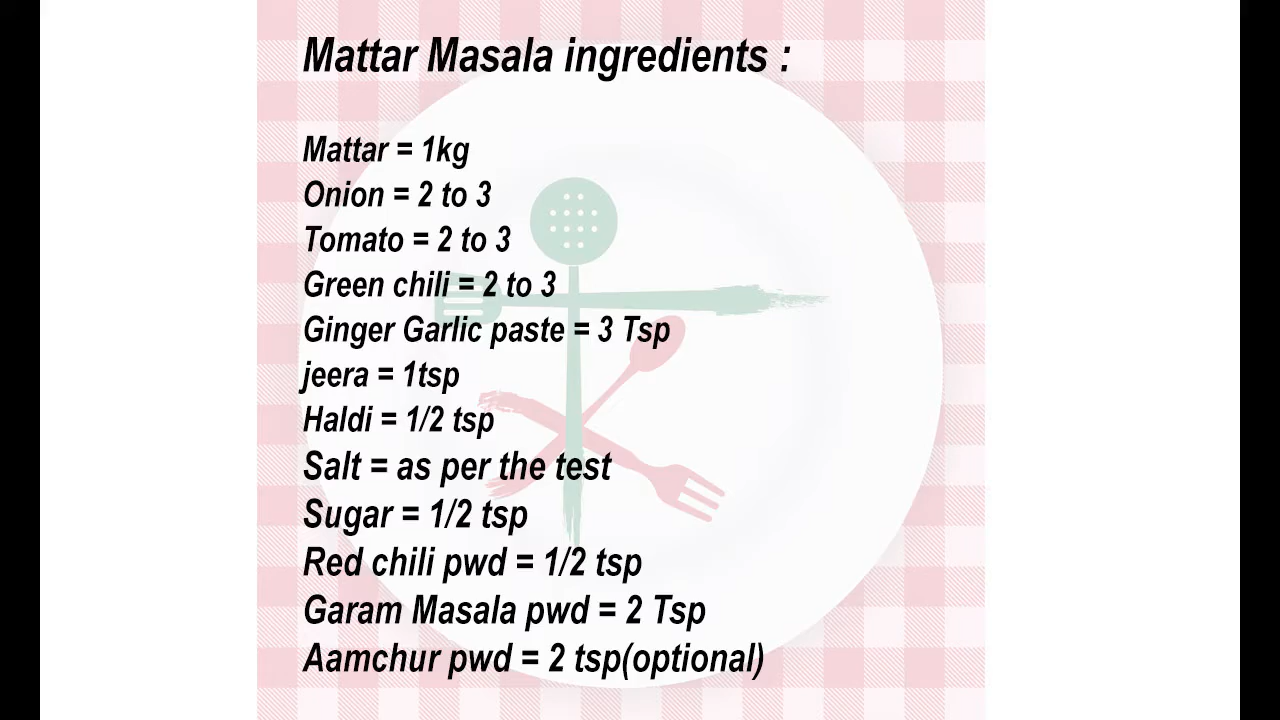 Mattar Masala ingredients :
Mattar = 1kg
Onion = 2 to 3
Tomato = 2 to 3
Green chili = 2 to 3
Ginger Garlic paste = 3 Tsp
jeera = 1tsp
Haldi = 1/2 tsp
Salt = as per the test
Sugar = 1/2 tsp
Red chili pwd = 1/2 tsp
Garam Masala pwd = 2 Tsp
Aamchur pwd = 2 tsp(optional)